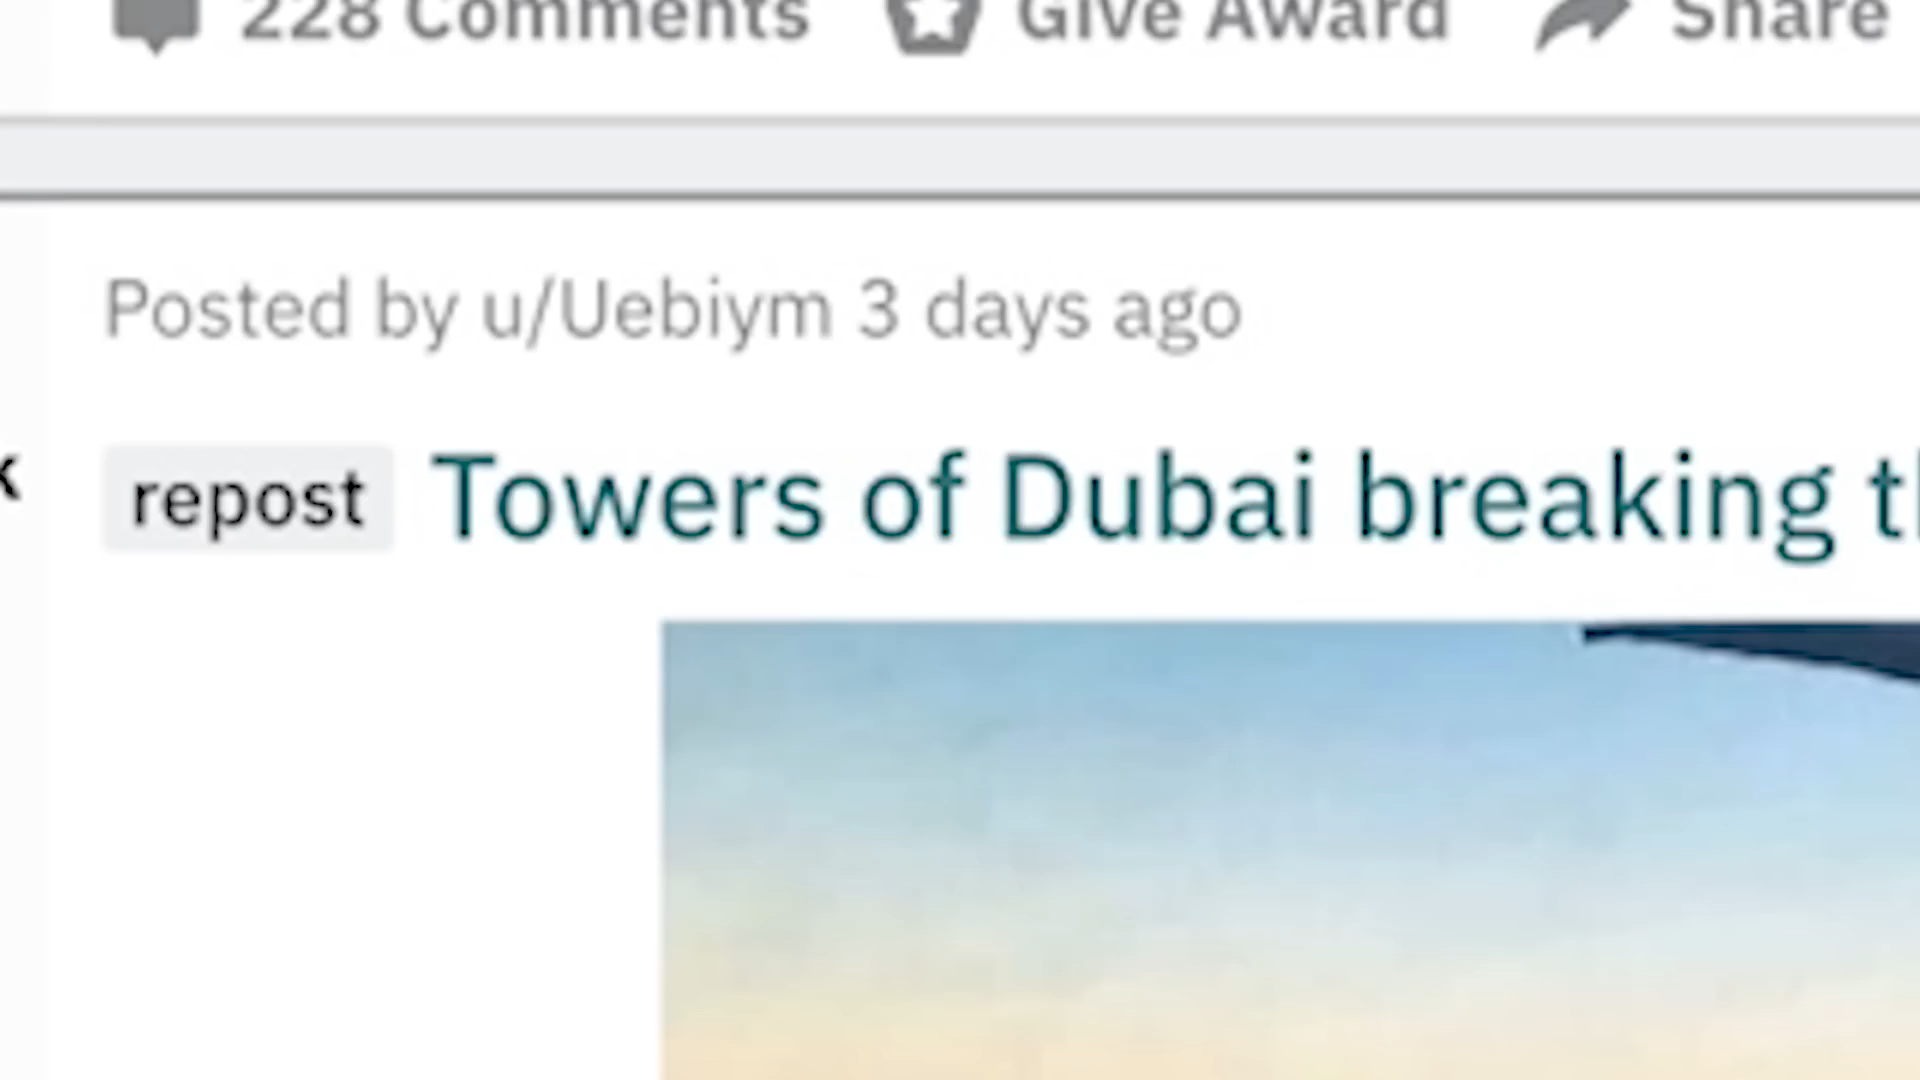 228 Comments Give Award Share
Posted by u/Uebiym 3 days ago
repost Towers of Dubai breaking